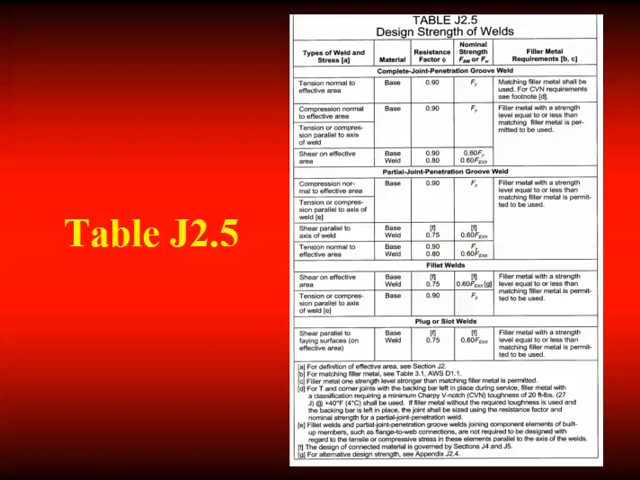 Table J2.5
TABLE J2.5
Design Strength of Welds
Types of Weld and Stress [a] | Material | Resistance Factor ϕ | Nominal Strength F_BM or F_w | Filler Metal Requirements [b, c]
Complete-Joint-Penetration Groove Weld
Tension normal to effective area | Base | 0.90 | F_y | Matching filler metal shall be used. For CVN requirements see footnote [d].
Compression normal to effective area | Base | 0.90 | F_y | Filler metal with a strength level equal to or less than matching filler metal is permitted to be used.
Tension or compres-
sion parallel to axis
of weld
Shear on effective area | Base | 0.90 | 0.60F_y
Weld | 0.80 | 0.60F_EXX
Partial-Joint-Penetration Groove Weld
Compression nor-
mal to effective area | Base | 0.90 | F_y | Filler metal with a strength level equal to or less than matching filler metal is permitted to be used.
Tension or compres-
sion parallel to axis of
weld [e]
Shear parallel to axis of weld | Base | [f] | [f]
Weld | 0.75 | 0.60F_EXX
Tension normal to effective area | Base | 0.90 | F_y
Weld | 0.80 | 0.60F_EXX
Fillet Welds
Shear on effective area | Base | [f] | [f] | Filler metal with a strength level equal to or less than matching filler metal is permitted to be used.
Weld | 0.75 | 0.60F_EXX [g]
Tension or compres-
sion parallel to axis
of weld [e] | Base | 0.90 | F_y
Plug or Slot Welds
Shear parallel to faying surfaces (on effective area) | Base | [f] | [f] | Filler metal with a strength level equal to or less than matching filler metal is permitted to be used.
Weld | 0.75 | 0.60F_EXX
[a] For definition of effective area, see Section J2.
[b] For matching filler metal, see Table 3.1, AWS D1.1.
[c] Filler metal one strength level stronger than matching filler metal is permitted.
[d] For T and corner joints with the backing bar left in place during service, filler metal with
a classification requiring a minimum Charpy V-notch (CVN) toughness of 20 ft-lbs. (27
J) @ +40°F (4°C) shall be used. If filler metal without the required toughness is used and
the backing bar is left in place, the joint shall be sized using the resistance factor and
nominal strength for a partial-joint-penetration weld.
[e] Fillet welds and partial-joint-penetration groove welds joining component elements of built-
up members, such as flange-to-web connections, are not required to be designed with
regard to the tensile or compressive stress in these elements parallel to the axis of the welds.
[f] The design of connected material is governed by Sections J4 and J5.
[g] For alternative design strength, see Appendix J2.4.